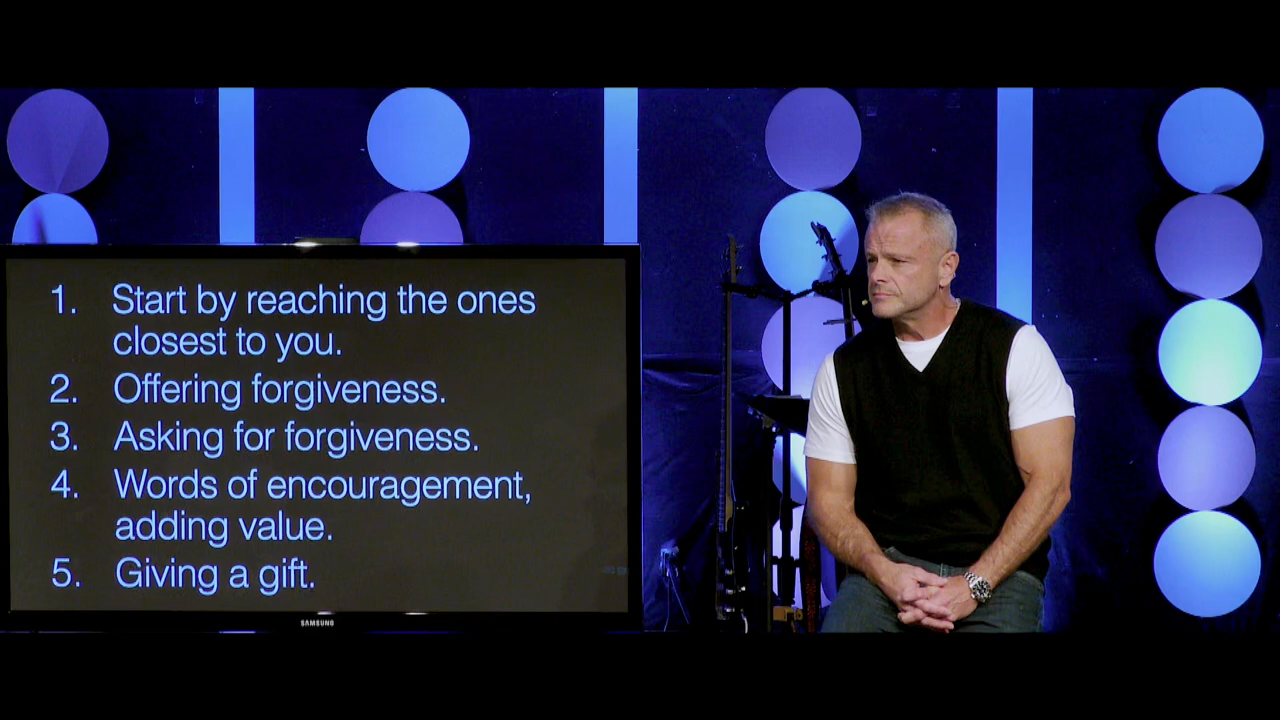 1. Start by reaching the ones
closest to you.
2. Offering forgiveness.
3. Asking for forgiveness.
4. Words of encouragement,
adding value.
5. Giving a gift.
SAMSUNG